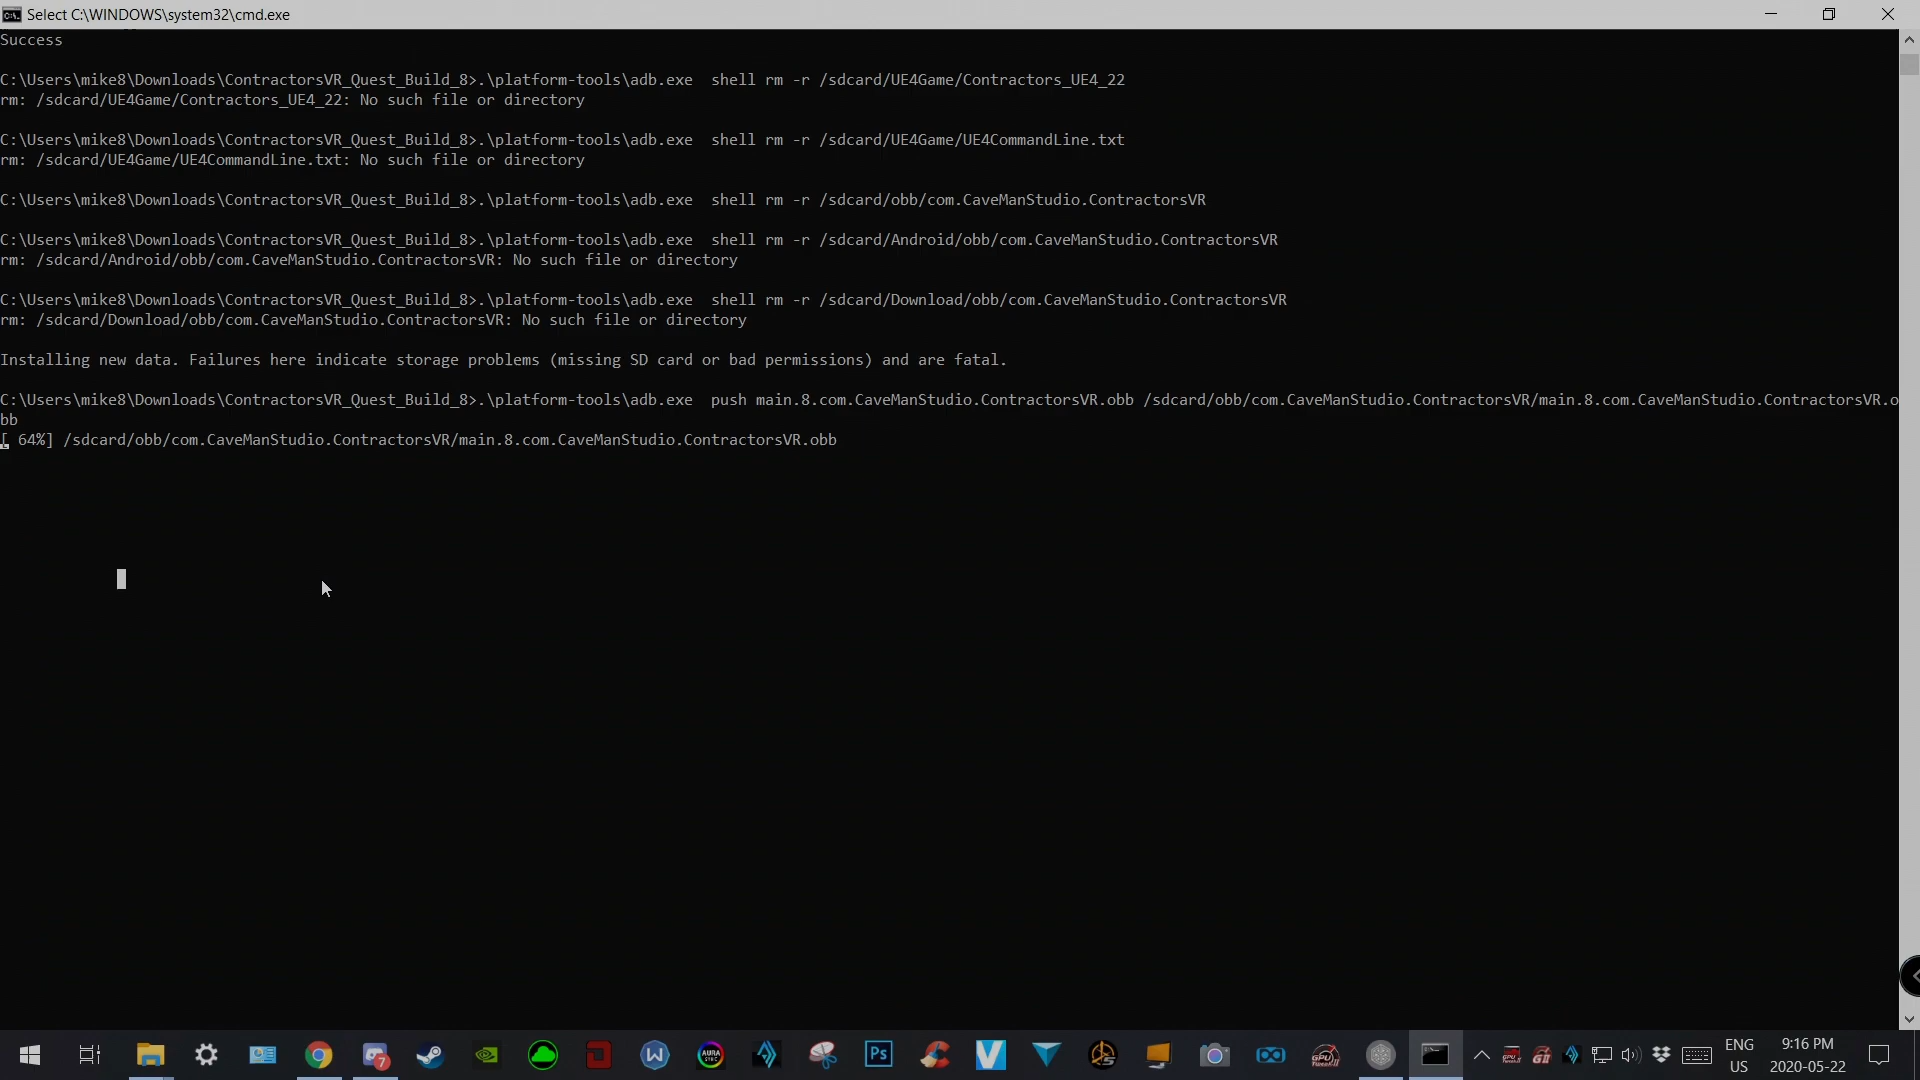 Select C:\WINDOWS\system32\cmd.exe
Success
C:\Users\mike8\Downloads\ContractorsVR_Quest_Build_8>.\platform-tools\adb.exe  shell rm -r /sdcard/UE4Game/Contractors_UE4_22
rm: /sdcard/UE4Game/Contractors_UE4_22: No such file or directory
C:\Users\mike8\Downloads\ContractorsVR_Quest_Build_8>.\platform-tools\adb.exe  shell rm -r /sdcard/UE4Game/UE4CommandLine.txt
rm: /sdcard/UE4Game/UE4CommandLine.txt: No such file or directory
C:\Users\mike8\Downloads\ContractorsVR_Quest_Build_8>.\platform-tools\adb.exe  shell rm -r /sdcard/obb/com.CaveManStudio.ContractorsVR
C:\Users\mike8\Downloads\ContractorsVR_Quest_Build_8>.\platform-tools\adb.exe  shell rm -r /sdcard/Android/obb/com.CaveManStudio.ContractorsVR
rm: /sdcard/Android/obb/com.CaveManStudio.ContractorsVR: No such file or directory
C:\Users\mike8\Downloads\ContractorsVR_Quest_Build_8>.\platform-tools\adb.exe  shell rm -r /sdcard/Download/obb/com.CaveManStudio.ContractorsVR
rm: /sdcard/Download/obb/com.CaveManStudio.ContractorsVR: No such file or directory
Installing new data. Failures here indicate storage problems (missing SD card or bad permissions) and are fatal.
C:\Users\mike8\Downloads\ContractorsVR_Quest_Build_8>.\platform-tools\adb.exe  push main.8.com.CaveManStudio.ContractorsVR.obb /sdcard/obb/com.CaveManStudio.ContractorsVR/main.8.com.CaveManStudio.ContractorsVR.o
bb
[ 64%] /sdcard/obb/com.CaveManStudio.ContractorsVR/main.8.com.CaveManStudio.ContractorsVR.obb
7
AURA
Ps
ENG
US
9:16 PM
2020-05-22